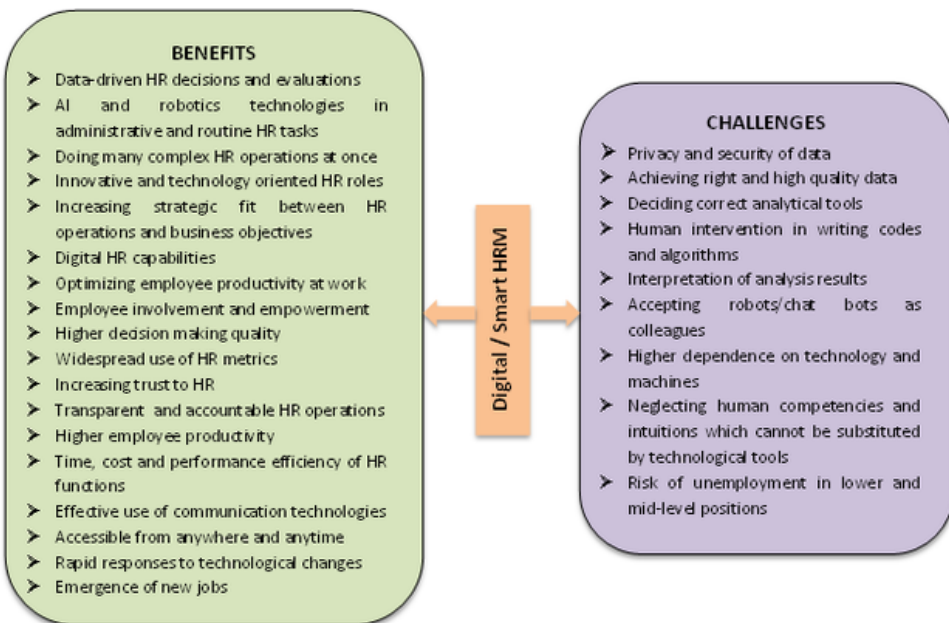 BENEFITS
Data-driven HR decisions and evaluations
AI and robotics technologies in
administrative and routine HR tasks
Doing many complex HR operations at once
Innovative and technology oriented HR roles
Increasing strategic fit between HR
operations and business objectives
Digital HR capabilities
Optimizing employee productivity at work
Employee involvement and empowerment
Higher decision making quality
Widespread use of HR metrics
Increasing trust to HR
Transparent and accountable HR operations
Higher employee productivity
Time, cost and performance efficiency of HR
functions
Effective use of communication technologies
Accessible from anywhere and anytime
Rapid responses to technological changes
Emergence of new jobs
Digital / Smart HRM
CHALLENGES
Privacy and security of data
Achieving right and high quality data
Deciding correct analytical tools
Human intervention in writing codes
and algorithms
Interpretation of analysis results
Accepting robots/chat bots as
colleagues
Higher dependence on technology and
machines
Neglecting human competencies and
intuitions which cannot be substituted
by technological tools
Risk of unemployment in lower and
mid-level positions